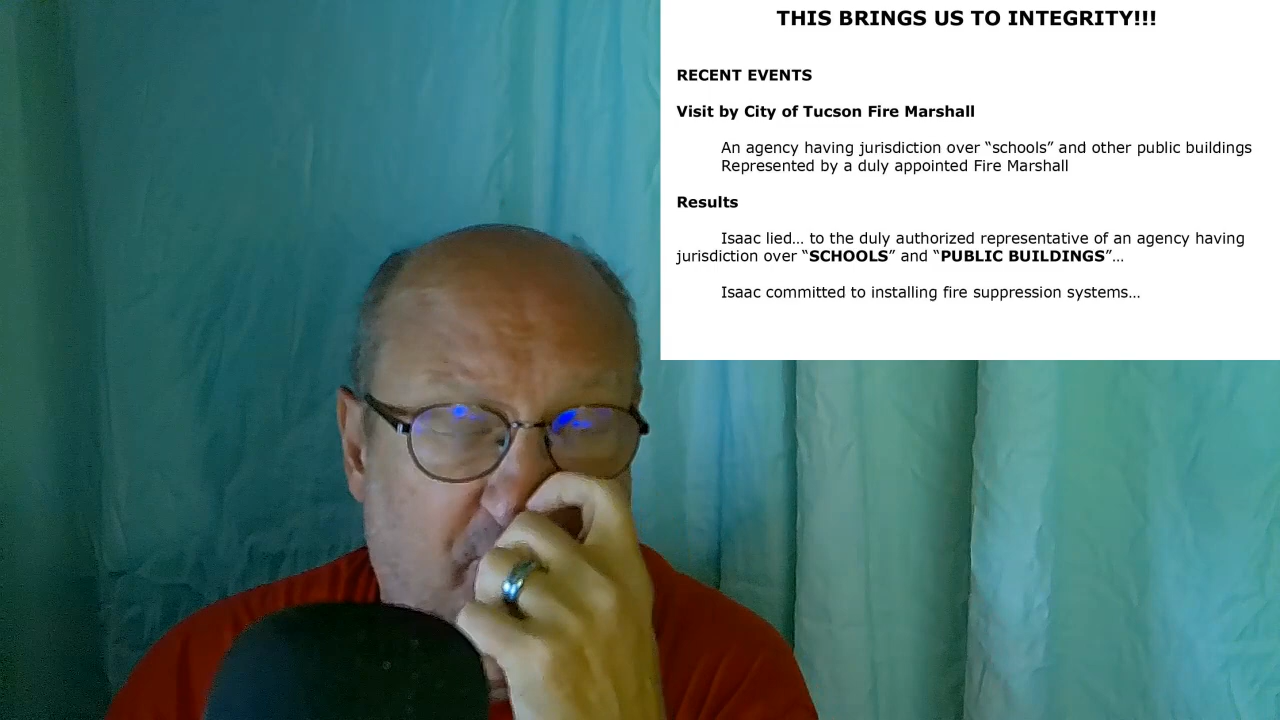 THIS BRINGS US TO INTEGRITY!!!
RECENT EVENTS
Visit by City of Tucson Fire Marshall
An agency having jurisdiction over “schools” and other public buildings
Represented by a duly appointed Fire Marshall
Results
Isaac lied… to the duly authorized representative of an agency having
jurisdiction over “SCHOOLS” and “PUBLIC BUILDINGS”…
Isaac committed to installing fire suppression systems…